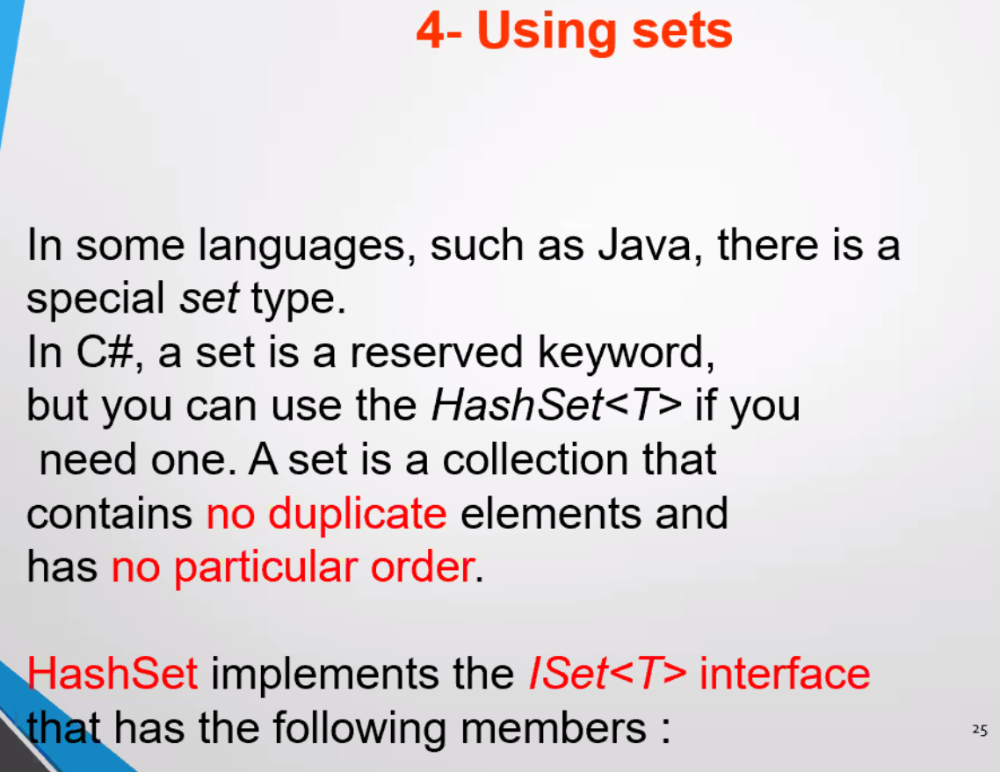 4- Using sets
In some languages, such as Java, there is a
special set type.
In C#, a set is a reserved keyword,
but you can use the HashSet<T> if you
need one. A set is a collection that
contains no duplicate elements and
has no particular order.
HashSet implements the ISet<T> interface
that has the following members :
25